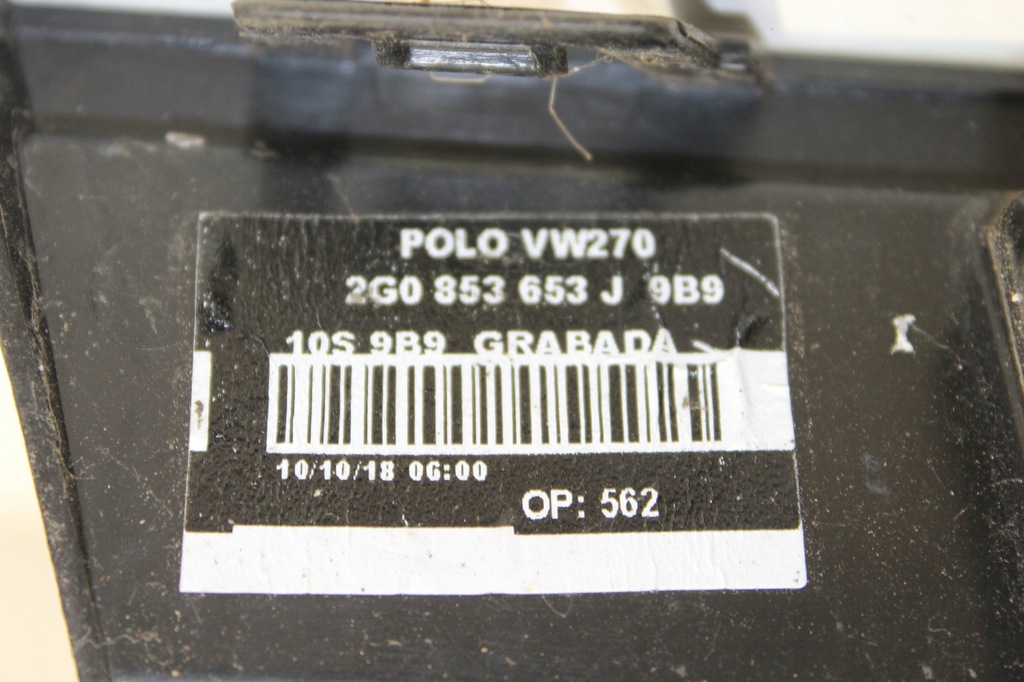 POLO VW270
2G0 853 653 J 9B9
10S 9B9 GRABADA
10/10/18 06:00
OP: 562